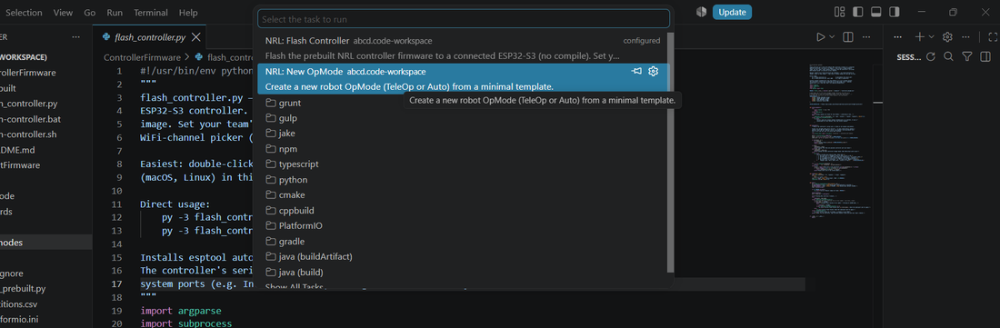 Selection View Go Run Terminal Help
Select the task to run
Update
ER
flash_controller.py
NRL: Flash Controller abcd.code-workspace configured
Flash the prebuilt NRL controller firmware to a connected ESP32-S3 (no compile). Set y...
NRL: New OpMode abcd.code-workspace
Create a new robot OpMode (TeleOp or Auto) from a minimal template.
Create a new robot OpMode (TeleOp or Auto) from a minimal template.
grunt
gulp
jake
npm
typescript
python
cmake
cppbuild
PlatformIO
gradle
java (buildArtifact)
java (build)
Show All Tasks
SESS...
WORKSPACE)
ollerFirmware
built
h-controller.py
h-controller.bat
h-controller.sh
DME.md
tFirmware
ode
rds
nodes
gnore
_prebuilt.py
titions.csv
formio.ini
ControllerFirmware > flash_
1 #!/usr/bin/env python
2 """
3 flash_controller.py —
4 ESP32-S3 controller.
5 image. Set your team'
6 WiFi-channel picker (
7
8 Easiest: double-click
9 (macOS, Linux) in thi
10
11 Direct usage:
12 py -3 flash_contr
13 py -3 flash_contr
14
15 Installs esptool auto
16 The controller's seri
17 system ports (e.g. In
18 """
19 import argparse
20 import subprocess